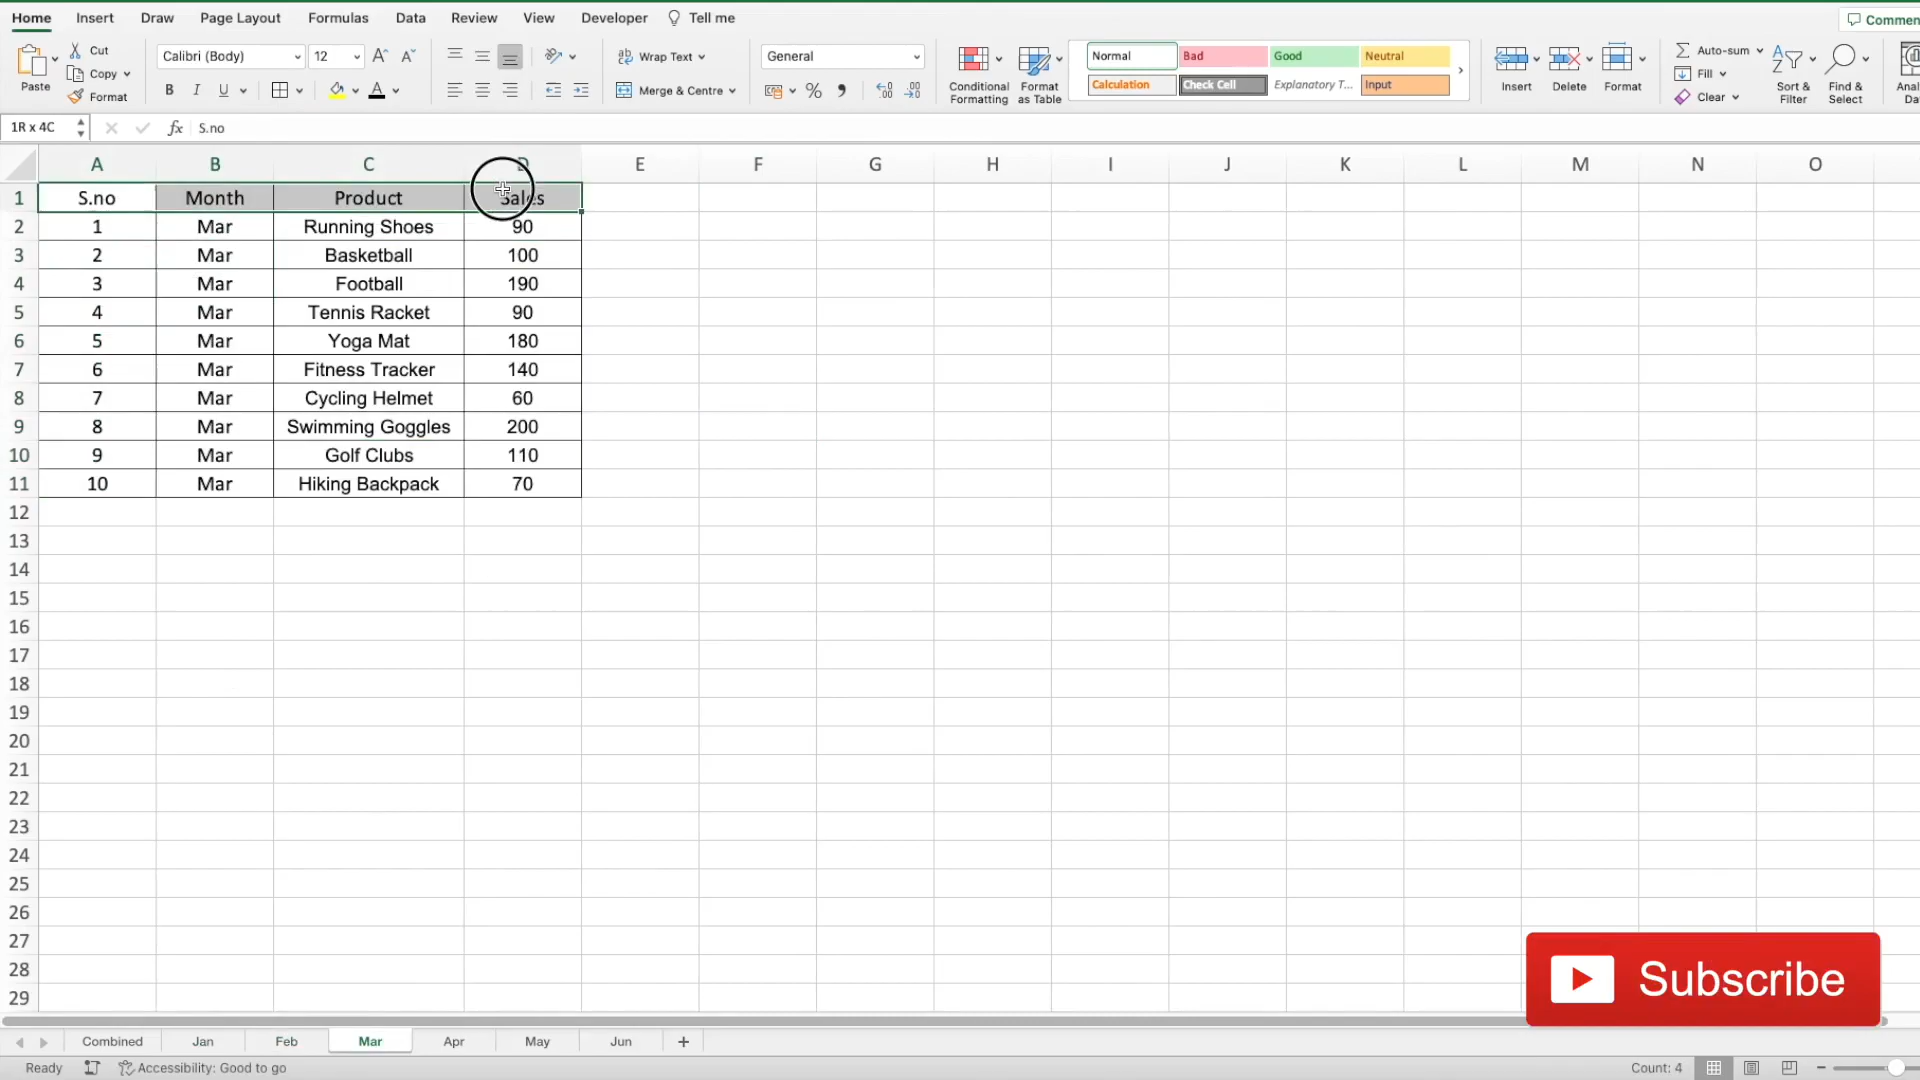 Home Insert Draw Page Layout Formulas Data Review View Developer Tell me
Paste Cut Copy Format
Calibri (Body) 12 A^ A˅
B I U A
Wrap Text
Merge & Centre
General
% ,
Conditional Formatting
Format as Table
Normal Bad Good Neutral
Calculation Check Cell Explanatory T... Input
Insert Delete Format
Auto-sum
Fill
Clear
Sort & Filter
Find & Select
1R x 4C fx S.no
A B C D E F G H I J K L M N O
1 S.no Month Product Sales
2 1 Mar Running Shoes 90
3 2 Mar Basketball 100
4 3 Mar Football 190
5 4 Mar Tennis Racket 90
6 5 Mar Yoga Mat 180
7 6 Mar Fitness Tracker 140
8 7 Mar Cycling Helmet 60
9 8 Mar Swimming Goggles 200
10 9 Mar Golf Clubs 110
11 10 Mar Hiking Backpack 70
12
13
14
15
16
17
18
19
20
21
22
23
24
25
26
27
28
29
Subscribe
Combined Jan Feb Mar Apr May Jun +
Ready Accessibility: Good to go Count: 4